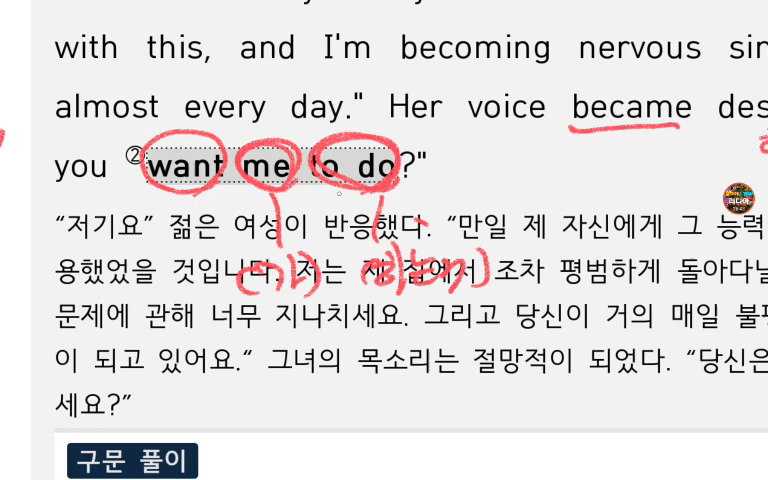 with this, and I'm becoming nervous sin
almost every day." Her voice became des
you ②want me to do?"
“저기요” 젊은 여성이 반응했다. “만일 제 자신에게 그 능력
용했었을 것입니다. 저는 제 집에서 조차 평범하게 돌아다닐
문제에 관해 너무 지나치세요. 그리고 당신이 거의 매일 불
이 되고 있어요.“ 그녀의 목소리는 절망적이 되었다. “당신은
세요?”
구문 풀이